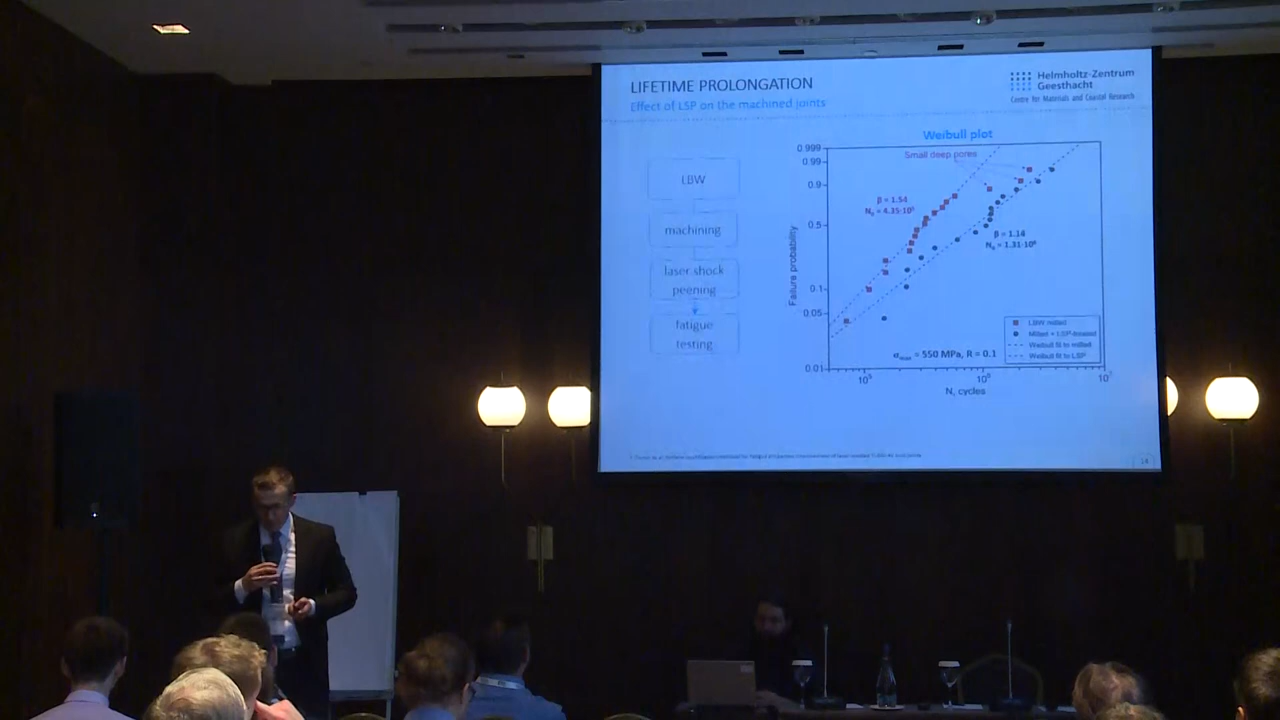 LIFETIME PROLONGATION
Effect of LSP on the machined joints
Helmholtz-Zentrum
Geesthacht
Centre for Materials and Coastal Research
LBW
machining
laser shock
peening
fatigue
testing
Weibull plot
Failure probability
0.999
0.99
0.9
0.5
0.1
0.05
0.01
Small deep pores
β = 1.54
β = 1.14
LBW milled
Milled + LSP-treated
Weibull fit to milled
Weibull fit to LSP
= 550 MPa, R = 0.1
10⁵
10⁶
10⁷
N, cycles
14